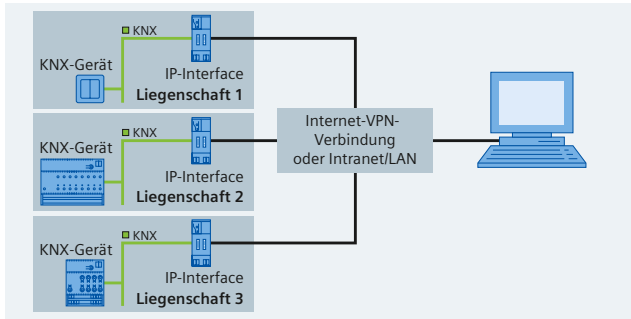 KNX
KNX-Gerät
IP-Interface
Liegenschaft 1
KNX
KNX-Gerät
IP-Interface
Liegenschaft 2
KNX
KNX-Gerät
IP-Interface
Liegenschaft 3
Internet-VPN-
Verbindung
oder Intranet/LAN